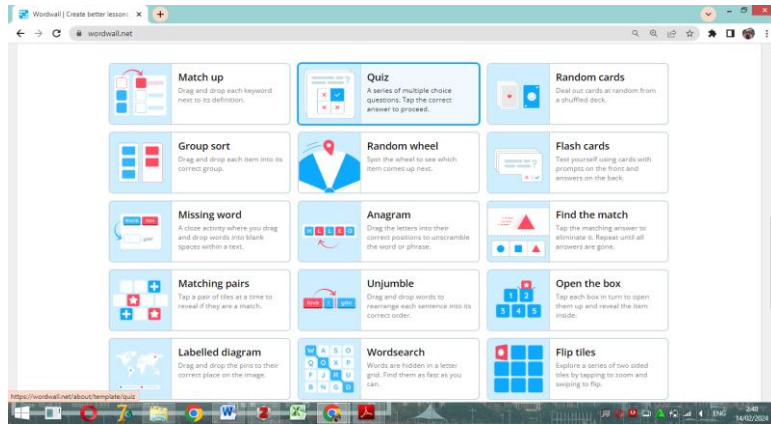 Wordwall | Create better lessons
wordwall.net
Match up
Drag and drop each keyword
next to its definition.
Quiz
A series of multiple choice
questions. Tap the correct
answer to proceed.
Random cards
Deal out cards at random from
a shuffled deck.
Group sort
Drag and drop each item into its
correct group.
Random wheel
Spin the wheel to see which
item comes up next.
Flash cards
Test yourself using cards with
prompts on the front and
answers on the back.
Missing word
A cloze activity where you drag
and drop words into blank
spaces within a text.
Anagram
Drag the letters into their
correct positions to unscramble
the word or phrase.
H L L E O
Find the match
Tap the matching answer to
eliminate it. Repeat until all
answers are gone.
Matching pairs
Tap a pair of tiles at a time to
reveal if they are a match.
Unjumble
Drag and drop words to
rearrange each sentence into its
correct order.
love I you
Open the box
Tap each box in turn to open
them up and reveal the item
inside.
1 2
3 4 5
Labelled diagram
Drag and drop the pins to their
correct place on the image.
Wordsearch
Words are hidden in a letter
grid. Find them as fast as you
can.
W A S O
Q O X P
F J R U
B N G D
Flip tiles
Explore a series of two sided
tiles by tapping to zoom and
swiping to flip.
https://wordwall.net/about/template/quiz
ENG
2:40
14/02/2024